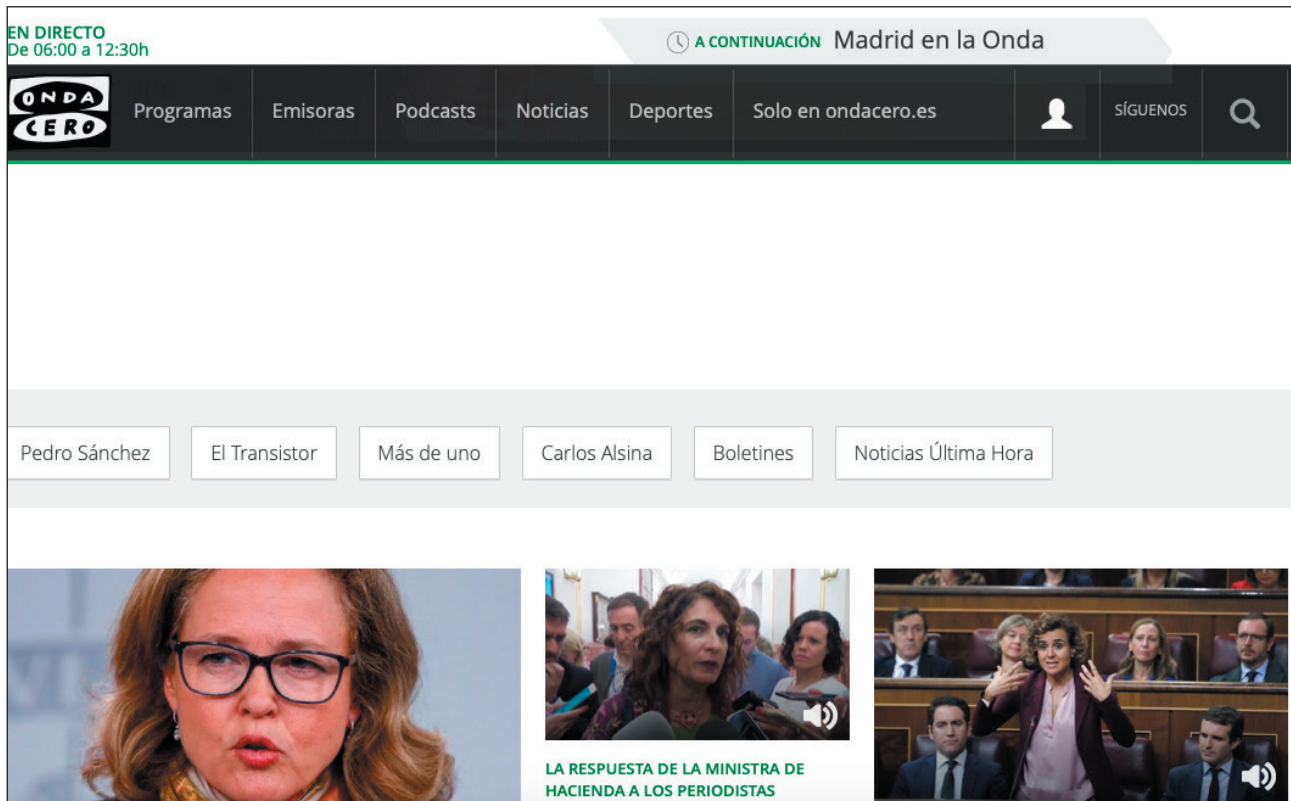 EN DIRECTO
De 06:00 a 12:30h
A CONTINUACIÓN Madrid en la Onda
ONDA
CERO
Programas
Emisoras
Podcasts
Noticias
Deportes
Solo en ondacero.es
SÍGUENOS
Pedro Sánchez
El Transistor
Más de uno
Carlos Alsina
Boletines
Noticias Última Hora
LA RESPUESTA DE LA MINISTRA DE
HACIENDA A LOS PERIODISTAS